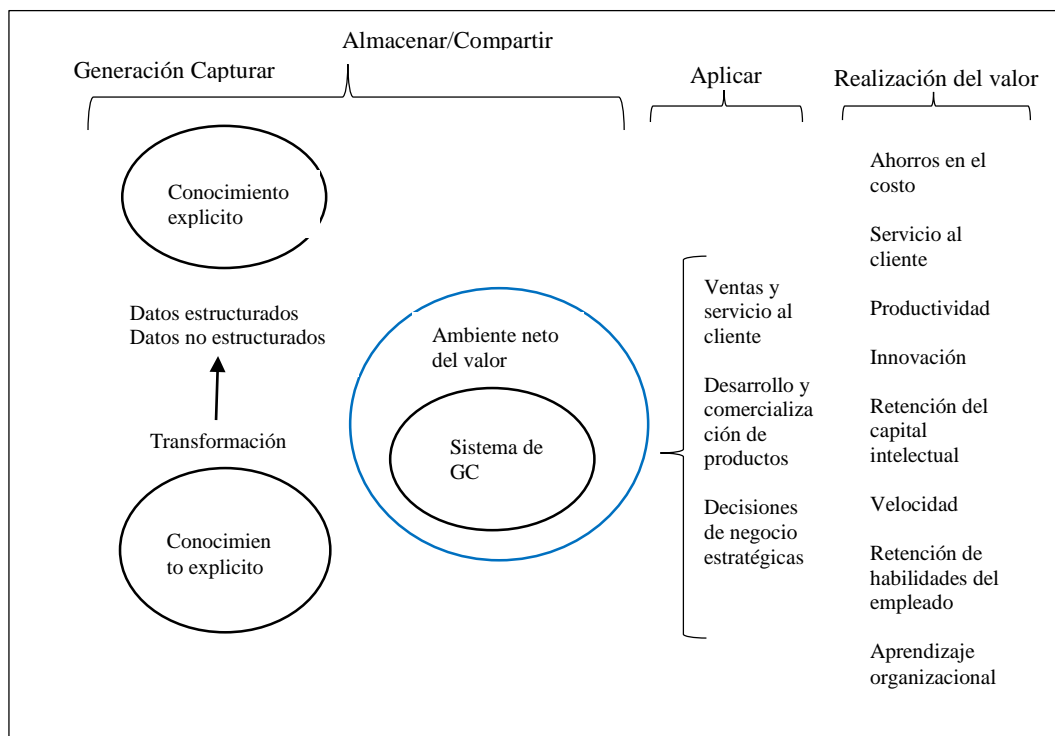 Almacenar/Compartir
Generación Capturar
Aplicar
Realización del valor
Conocimiento
explicito
Datos estructurados
Datos no estructurados
Transformación
Conocimien
to explicito
Ambiente neto
del valor
Sistema de
GC
Ventas y
servicio al
cliente
Desarrollo y
comercializa
ción de
productos
Decisiones
de negocio
estratégicas
Ahorros en el
costo
Servicio al
cliente
Productividad
Innovación
Retención del
capital
intelectual
Velocidad
Retención de
habilidades del
empleado
Aprendizaje
organizacional